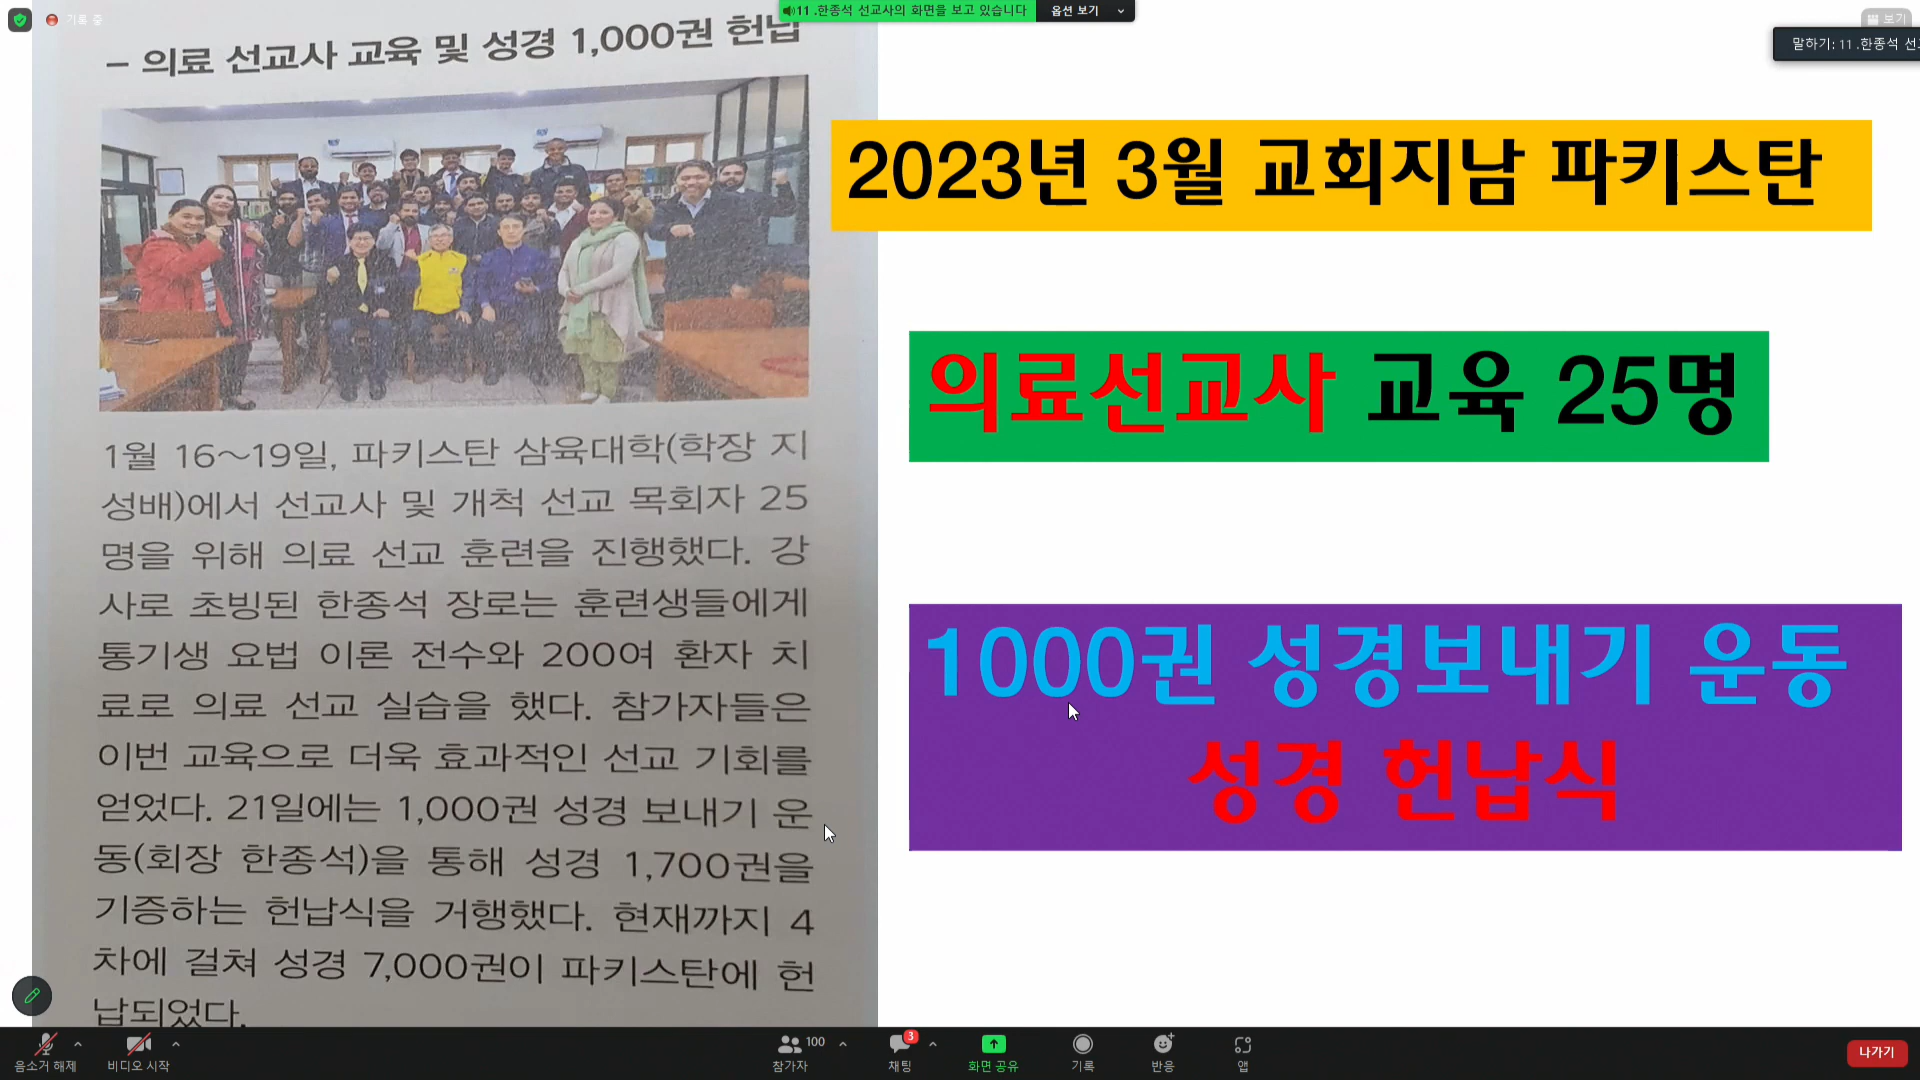 기록 중
11 .한종석 선교사의 화면을 보고 있습니다
옵션 보기
보기
말하기: 11 .한종석
– 의료 선교사 교육 및 성경 1,000권 헌납
1월 16~19일, 파키스탄 삼육대학(학장 지
성배)에서 선교사 및 개척 선교 목회자 25
명을 위해 의료 선교 훈련을 진행했다. 강
사로 초빙된 한종석 장로는 훈련생들에게
통기생 요법 이론 전수와 200여 환자 치
료로 의료 선교 실습을 했다. 참가자들은
이번 교육으로 더욱 효과적인 선교 기회를
얻었다. 21일에는 1,000권 성경 보내기 운
동(회장 한종석)을 통해 성경 1,700권을
기증하는 헌납식을 거행했다. 현재까지 4
차에 걸쳐 성경 7,000권이 파키스탄에 헌
납되었다.
2023년 3월 교회지남 파키스탄
의료선교사 교육 25명
1000권 성경보내기 운동
성경 헌납식
음소거 해제
비디오 시작
100
참가자
3
채팅
화면 공유
기록
반응
앱
나가기